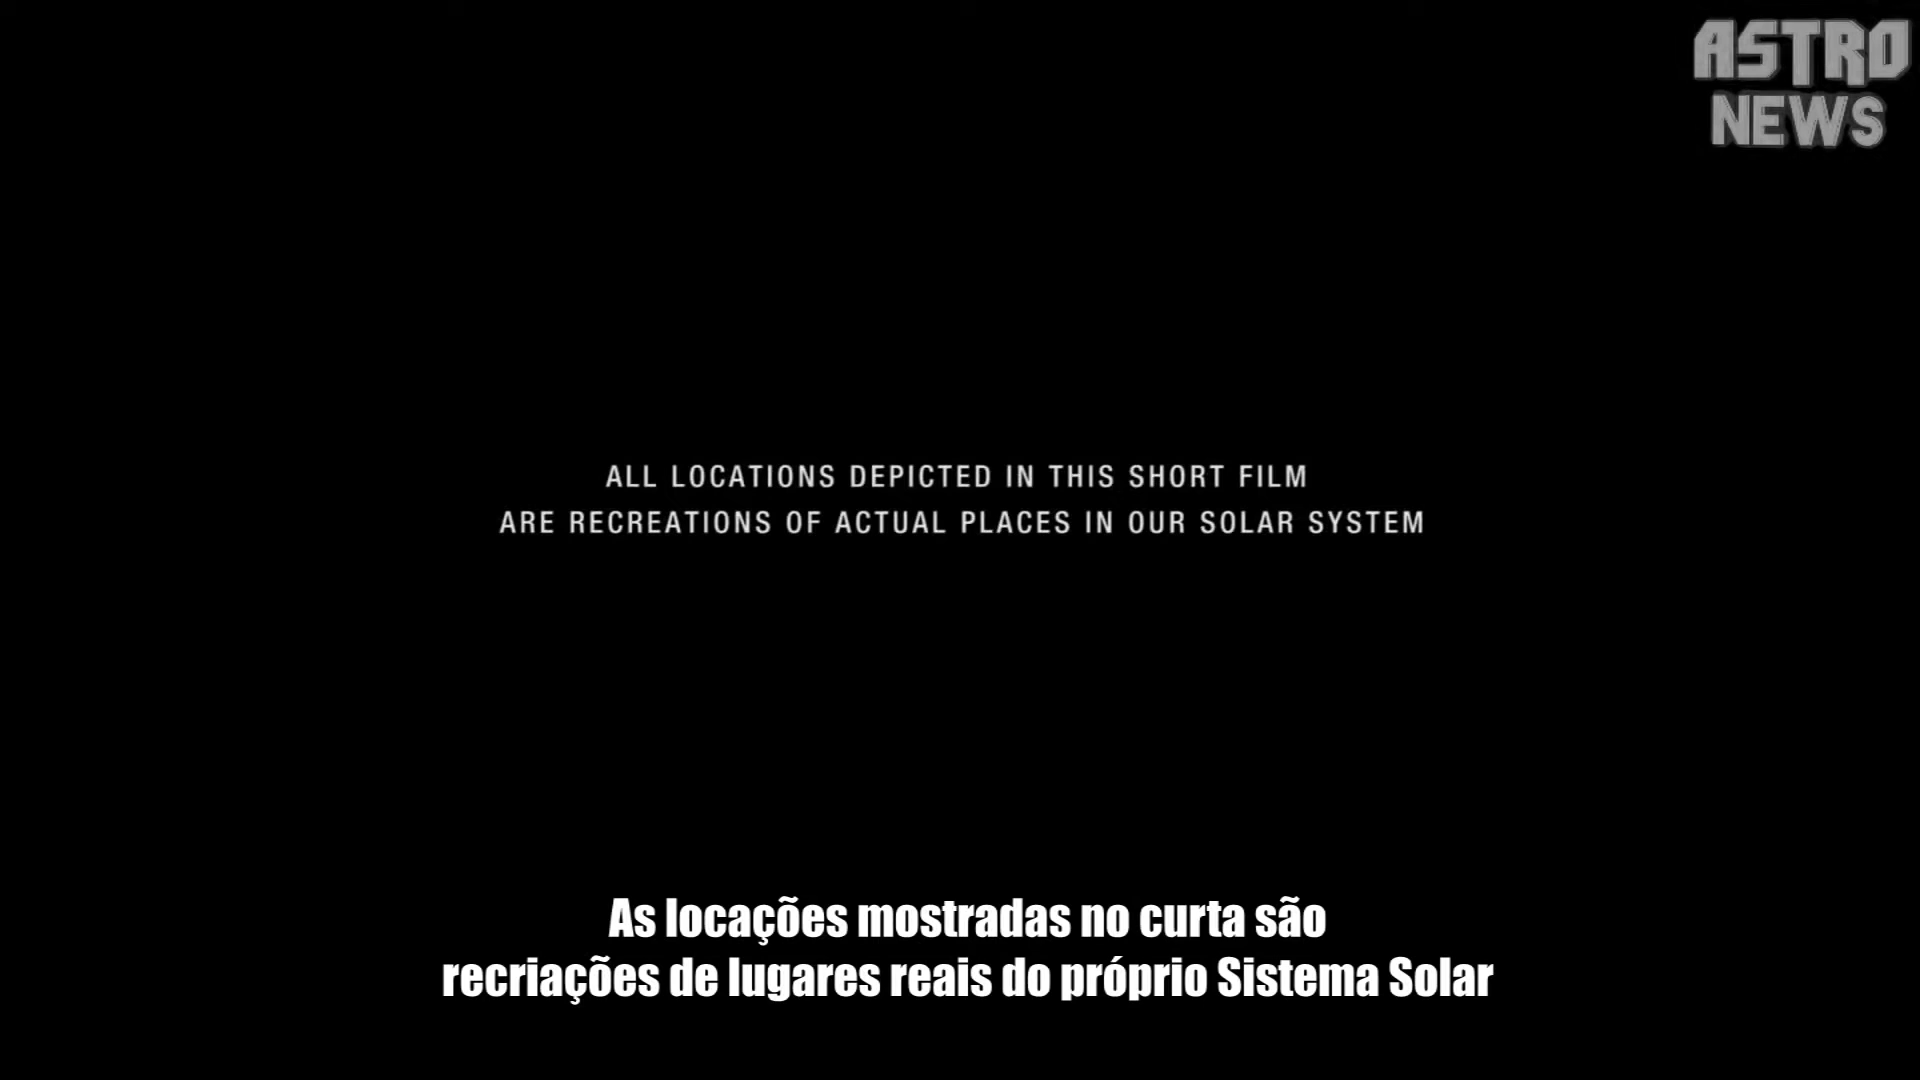 ASTRO
NEWS
ALL LOCATIONS DEPICTED IN THIS SHORT FILM
ARE RECREATIONS OF ACTUAL PLACES IN OUR SOLAR SYSTEM
As locações mostradas no curta são
recriações de lugares reais do próprio Sistema Solar